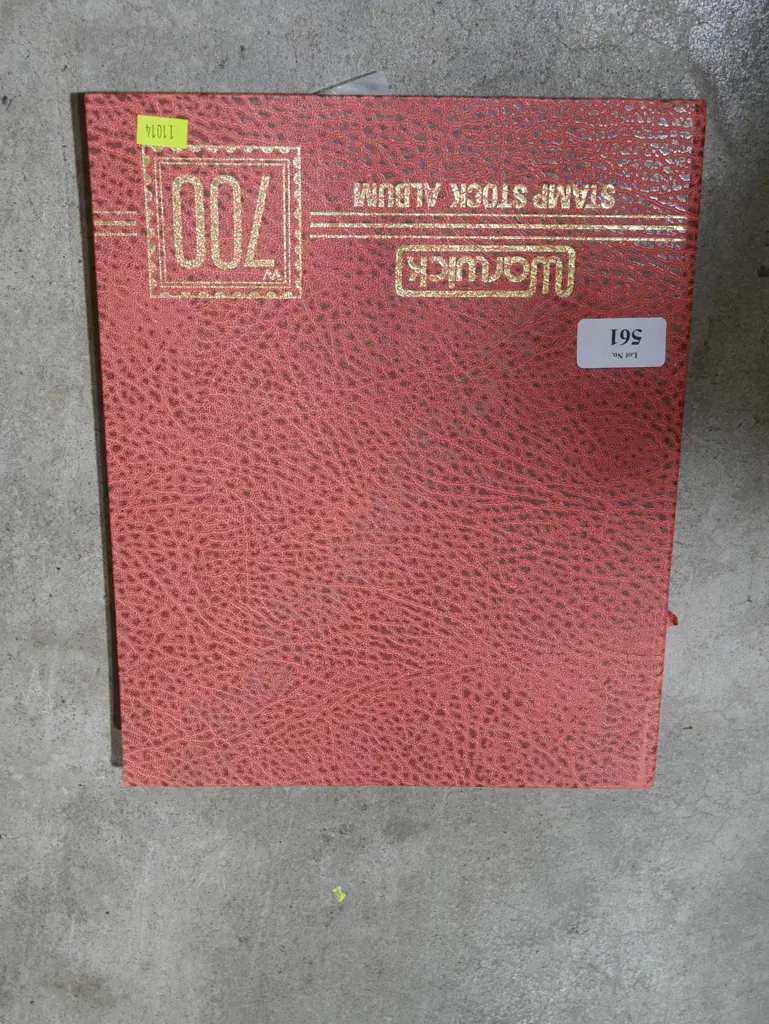 Lot No.
561
Warwick
STAMP STOCK ALBUM
W
700
11014